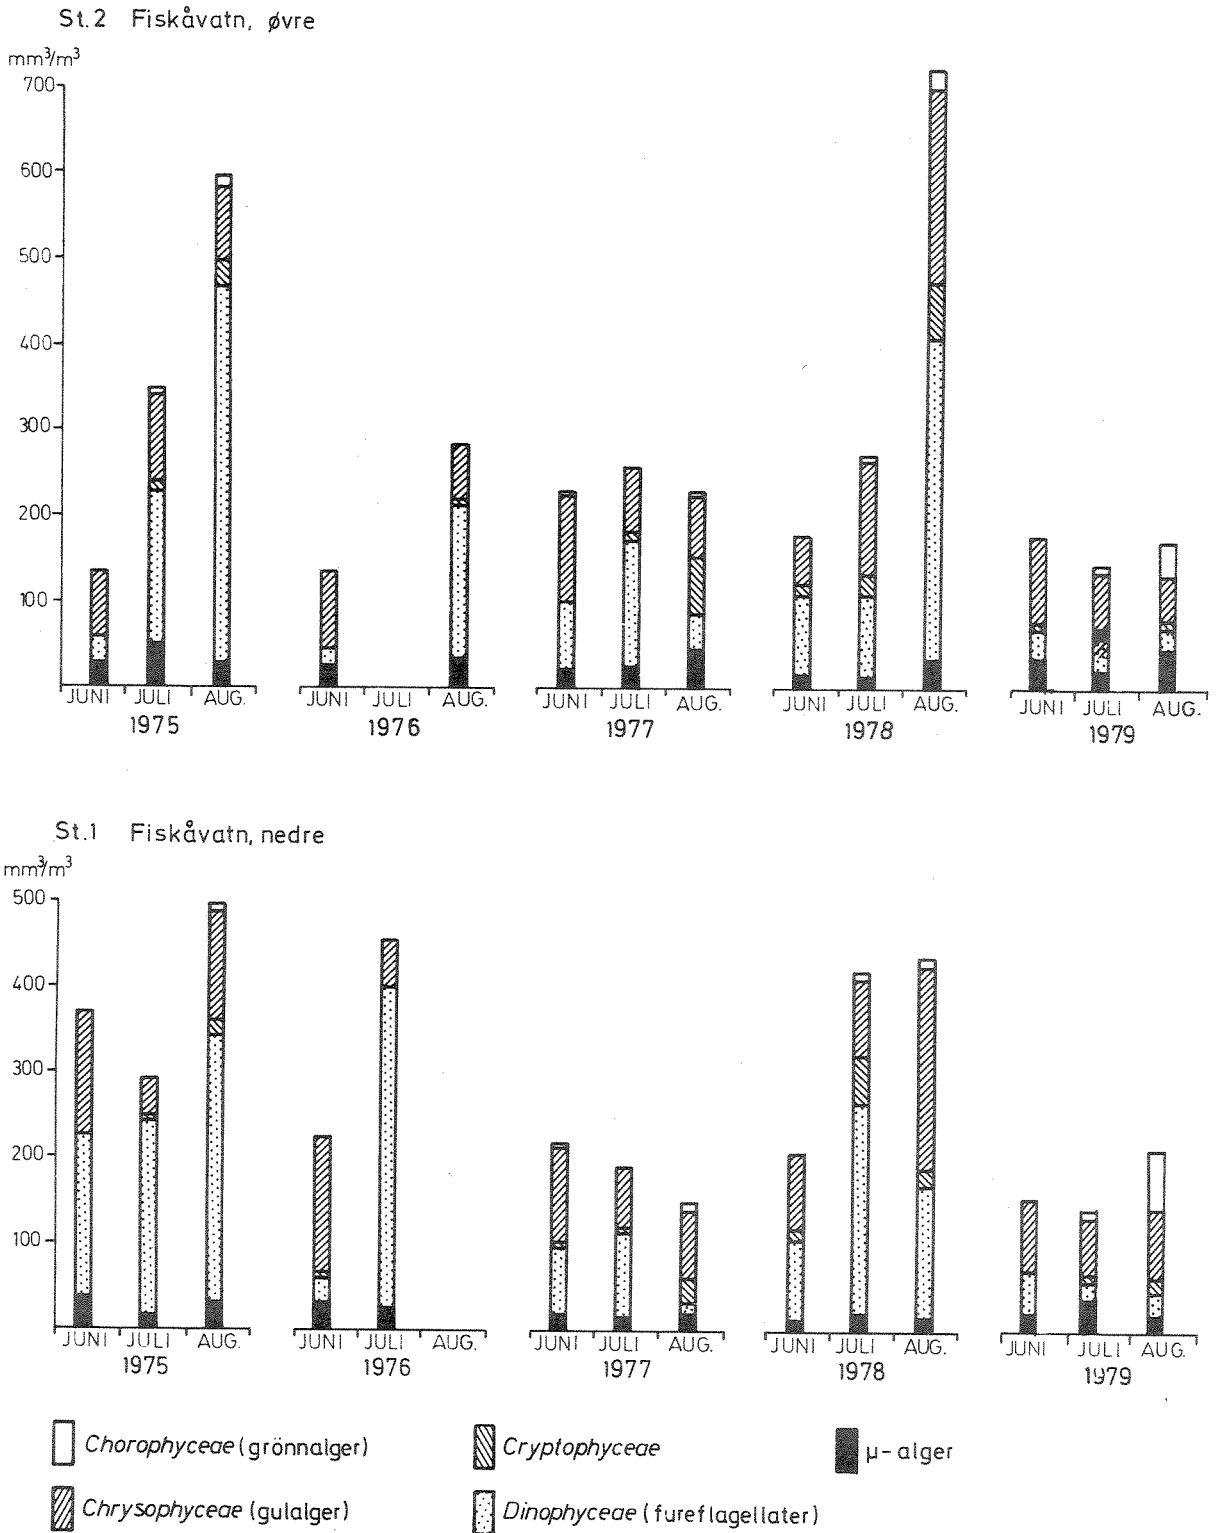 St.2 Fiskåvatn, øvre
mm³/m³
700
600
500
400
300
200
100
JUNI JULI AUG. JUNI JULI AUG. JUNI JULI AUG. JUNI JULI AUG. JUNI JULI AUG.
1975 1976 1977 1978 1979
St.1 Fiskåvatn, nedre
mm³/m³
500
400
300
200
100
JUNI JULI AUG. JUNI JULI AUG. JUNI JULI AUG. JUNI JULI AUG. JUNI JULI AUG.
1975 1976 1977 1978 1979
Chorophyceae (grönnalger) Cryptophyceae μ-alger
Chrysophyceae (gulalger) Dinophyceae (fureflagellater)